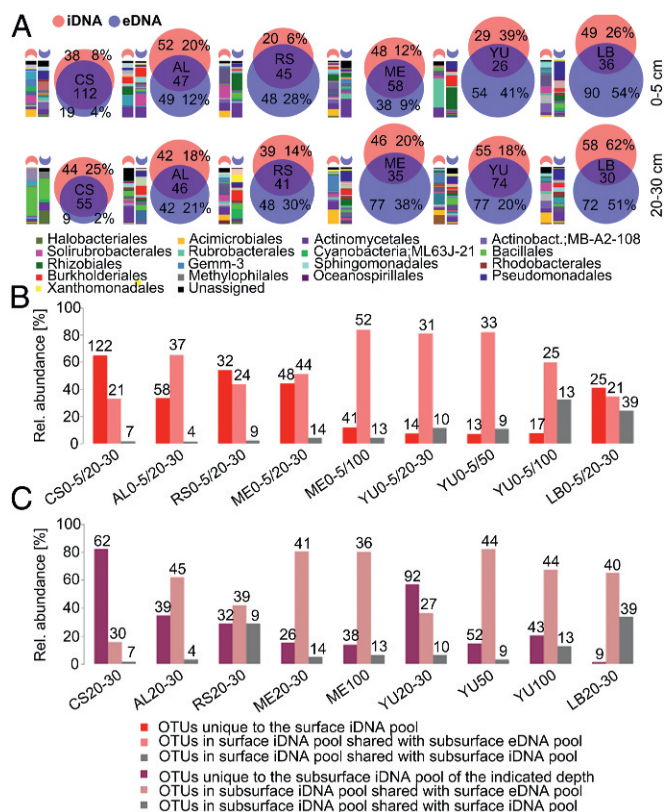 A iDNA eDNA
38 8% 52 20% 20 6% 48 12% 29 39% 49 26%
CS AL RS ME YU LB
112 47 45 58 26 36
19 4% 49 12% 48 28% 38 9% 54 41% 90 54%
0-5 cm
44 25% 42 18% 39 14% 46 20% 55 18% 58 62%
CS AL RS ME YU LB
55 46 41 35 74 30
9 2% 42 21% 48 30% 77 38% 77 20% 72 51%
20-30 cm
Halobacteriales Acimicrobiales Actinomycetales Actinobact.;MB-A2-108
Solirubrobacterales Rubrobacterales Cyanobacteria;ML63J-21 Bacillales
Rhizobiales Gemm-3 Sphingomonadales Rhodobacterales
Burkholderiales Methylophilales Oceanospirillales Pseudomonadales
Xanthomonadales Unassigned
B
Rel. abundance [%]
100
80
60
40
20
0
122 21 7 58 37 4 32 24 9 48 44 14 41 52 13 14 31 10 13 33 9 17 25 13 25 21 39
CS0-5/20-30 AL0-5/20-30 RS0-5/20-30 ME0-5/20-30 ME0-5/100 YU0-5/20-30 YU0-5/50 YU0-5/100 LB0-5/20-30
C
Rel. abundance [%]
100
80
60
40
20
0
62 30 7 39 45 4 32 39 9 26 41 14 38 36 13 92 27 10 52 44 9 43 44 13 9 40 39
CS20-30 AL20-30 RS20-30 ME20-30 ME100 YU20-30 YU50 YU100 LB20-30
OTUs unique to the surface iDNA pool
OTUs in surface iDNA pool shared with subsurface eDNA pool
OTUs in surface iDNA pool shared with subsurface iDNA pool
OTUs unique to the subsurface iDNA pool of the indicated depth
OTUs in subsurface iDNA pool shared with surface eDNA pool
OTUs in subsurface iDNA pool shared with surface iDNA pool